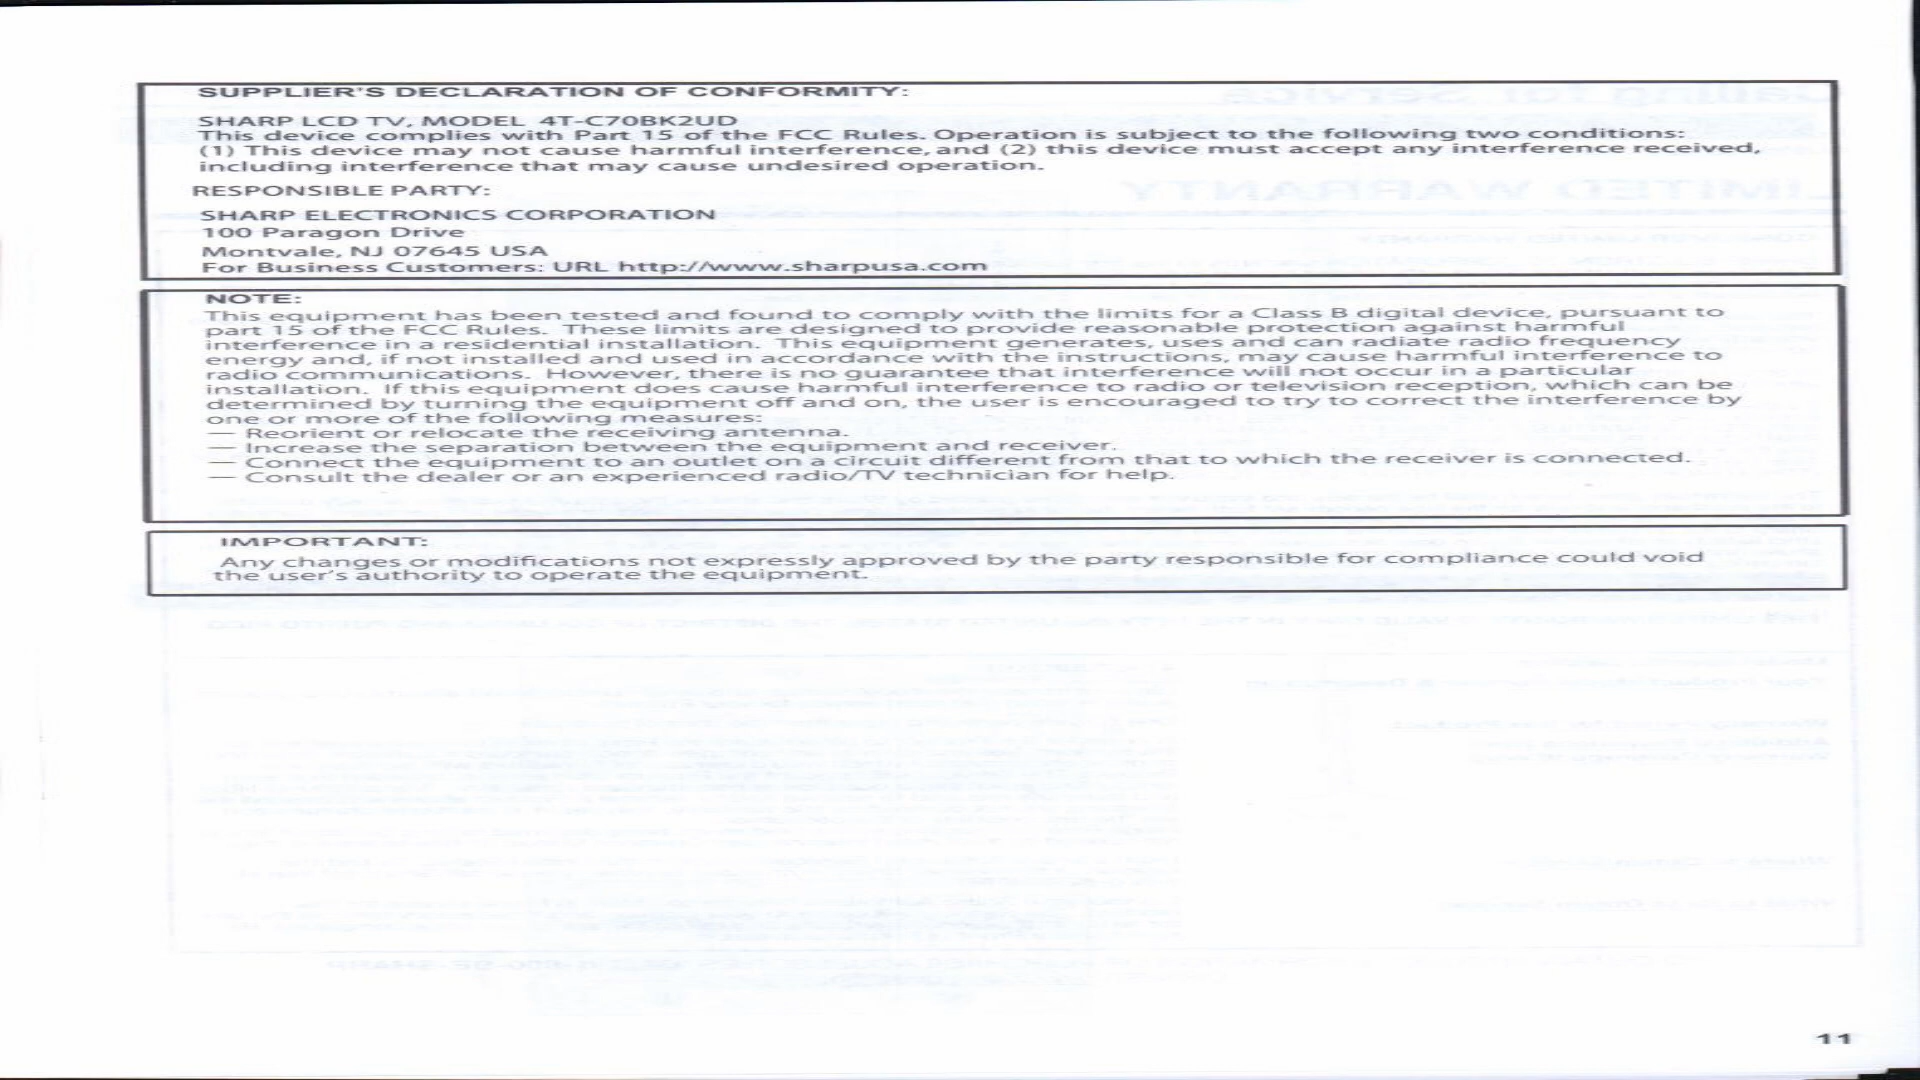 SUPPLIER'S DECLARATION OF CONFORMITY:
SHARP LCD TV, MODEL 4T-C70BK2UD
This device complies with Part 15 of the FCC Rules. Operation is subject to the following two conditions:
(1) This device may not cause harmful interference, and (2) this device must accept any interference received,
including interference that may cause undesired operation.
RESPONSIBLE PARTY:
SHARP ELECTRONICS CORPORATION
100 Paragon Drive
Montvale, NJ 07645 USA
For Business Customers: URL http://www.sharpusa.com
NOTE:
This equipment has been tested and found to comply with the limits for a Class B digital device, pursuant to
part 15 of the FCC Rules. These limits are designed to provide reasonable protection against harmful
interference in a residential installation. This equipment generates, uses and can radiate radio frequency
energy and, if not installed and used in accordance with the instructions, may cause harmful interference to
radio communications. However, there is no guarantee that interference will not occur in a particular
installation. If this equipment does cause harmful interference to radio or television reception, which can be
determined by turning the equipment off and on, the user is encouraged to try to correct the interference by
one or more of the following measures:
— Reorient or relocate the receiving antenna.
— Increase the separation between the equipment and receiver.
— Connect the equipment to an outlet on a circuit different from that to which the receiver is connected.
— Consult the dealer or an experienced radio/TV technician for help.
IMPORTANT:
Any changes or modifications not expressly approved by the party responsible for compliance could void
the user's authority to operate the equipment.
11